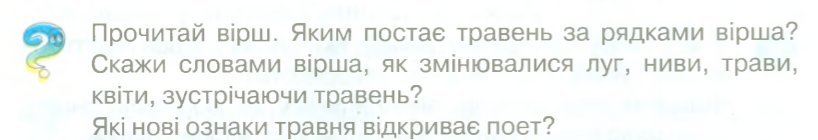 Прочитай вірш. Яким постає травень за рядками вірша?
Скажи словами вірша, як змінювалися луг, ниви, трави,
квіти, зустрічаючи травень?
Які нові ознаки травня відкриває поет?